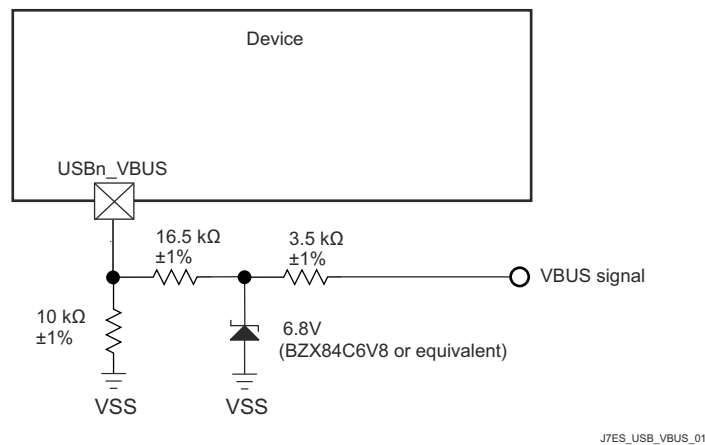 Device
USBn_VBUS
16.5 kΩ
±1%
3.5 kΩ
±1%
VBUS signal
10 kΩ
±1%
6.8V
(BZX84C6V8 or equivalent)
VSS
VSS
J7ES_USB_VBUS_01